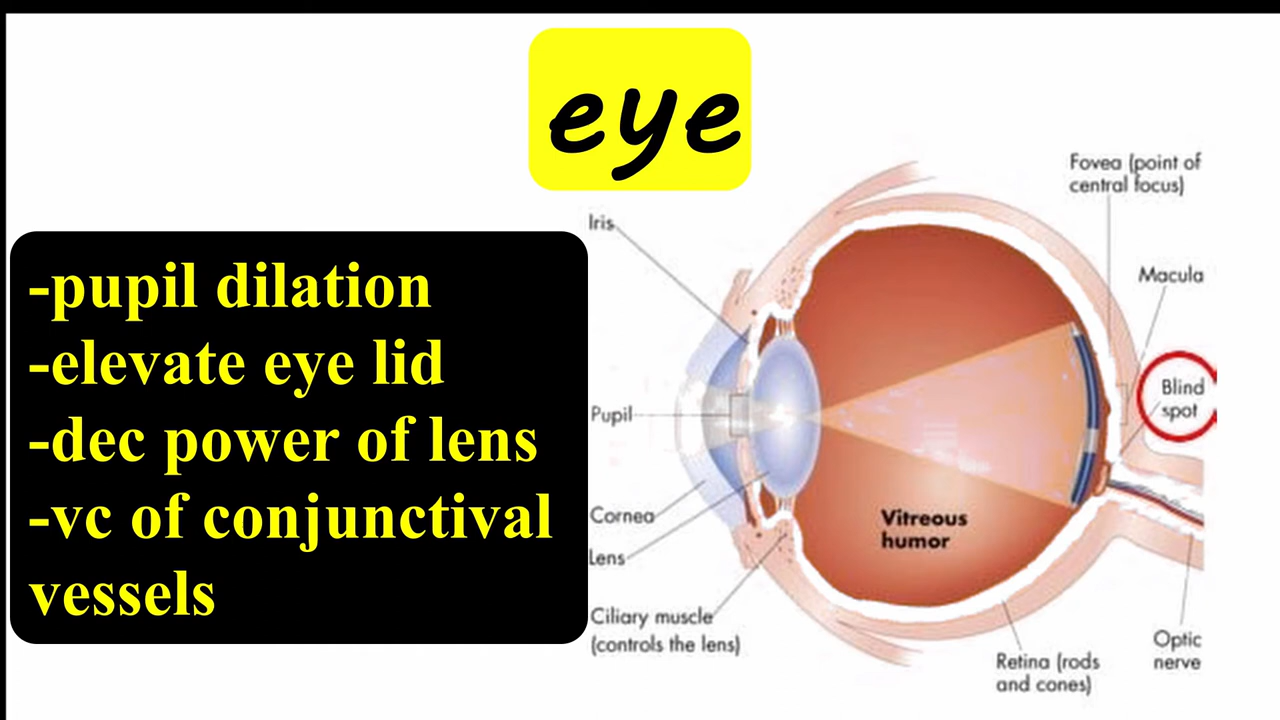 eye
-pupil dilation
-elevate eye lid
-dec power of lens
-vc of conjunctival
vessels
Fovea (point of
central focus)
Iris
Macula
Blind
spot
Pupil
Cornea
Vitreous
humor
Lens
Ciliary muscle
(controls the lens)
Optic
nerve
Retina (rods
and cones)